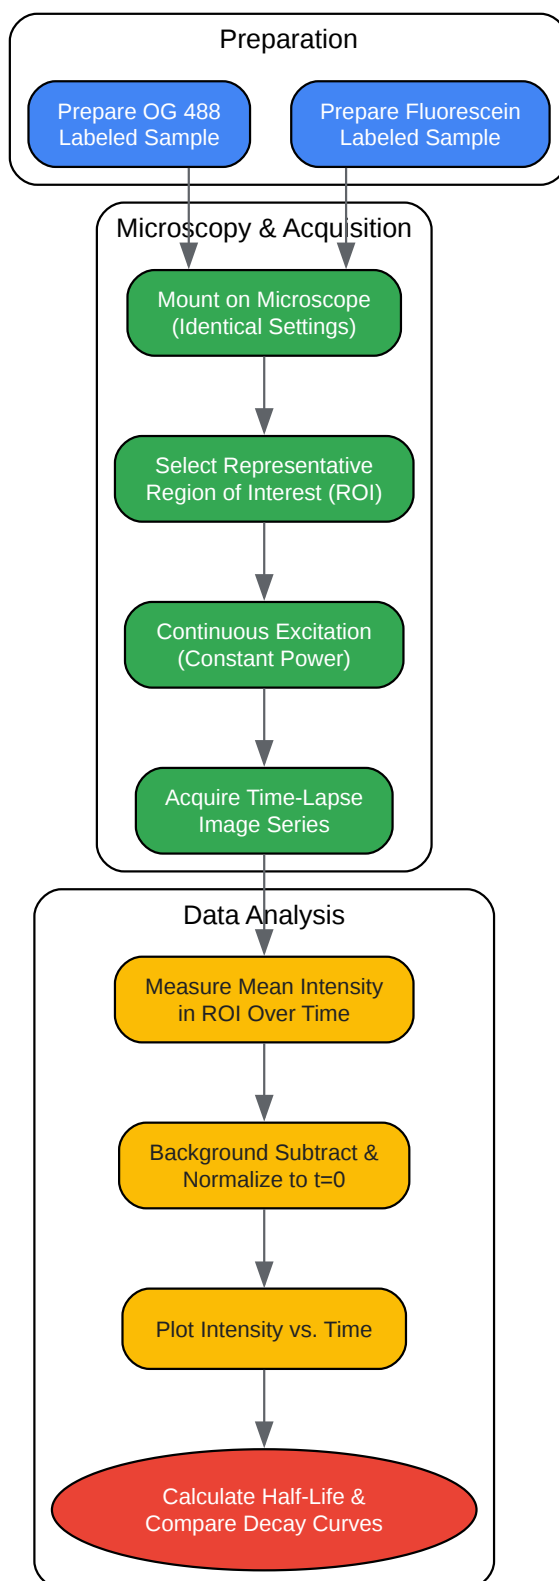 Preparation
Prepare OG 488
Labeled Sample
Prepare Fluorescein
Labeled Sample
Microscopy & Acquisition
Mount on Microscope
(Identical Settings)
Select Representative
Region of Interest (ROI)
Continuous Excitation
(Constant Power)
Acquire Time-Lapse
Image Series
Data Analysis
Measure Mean Intensity
in ROI Over Time
Background Subtract &
Normalize to t=0
Plot Intensity vs. Time
Calculate Half-Life &
Compare Decay Curves